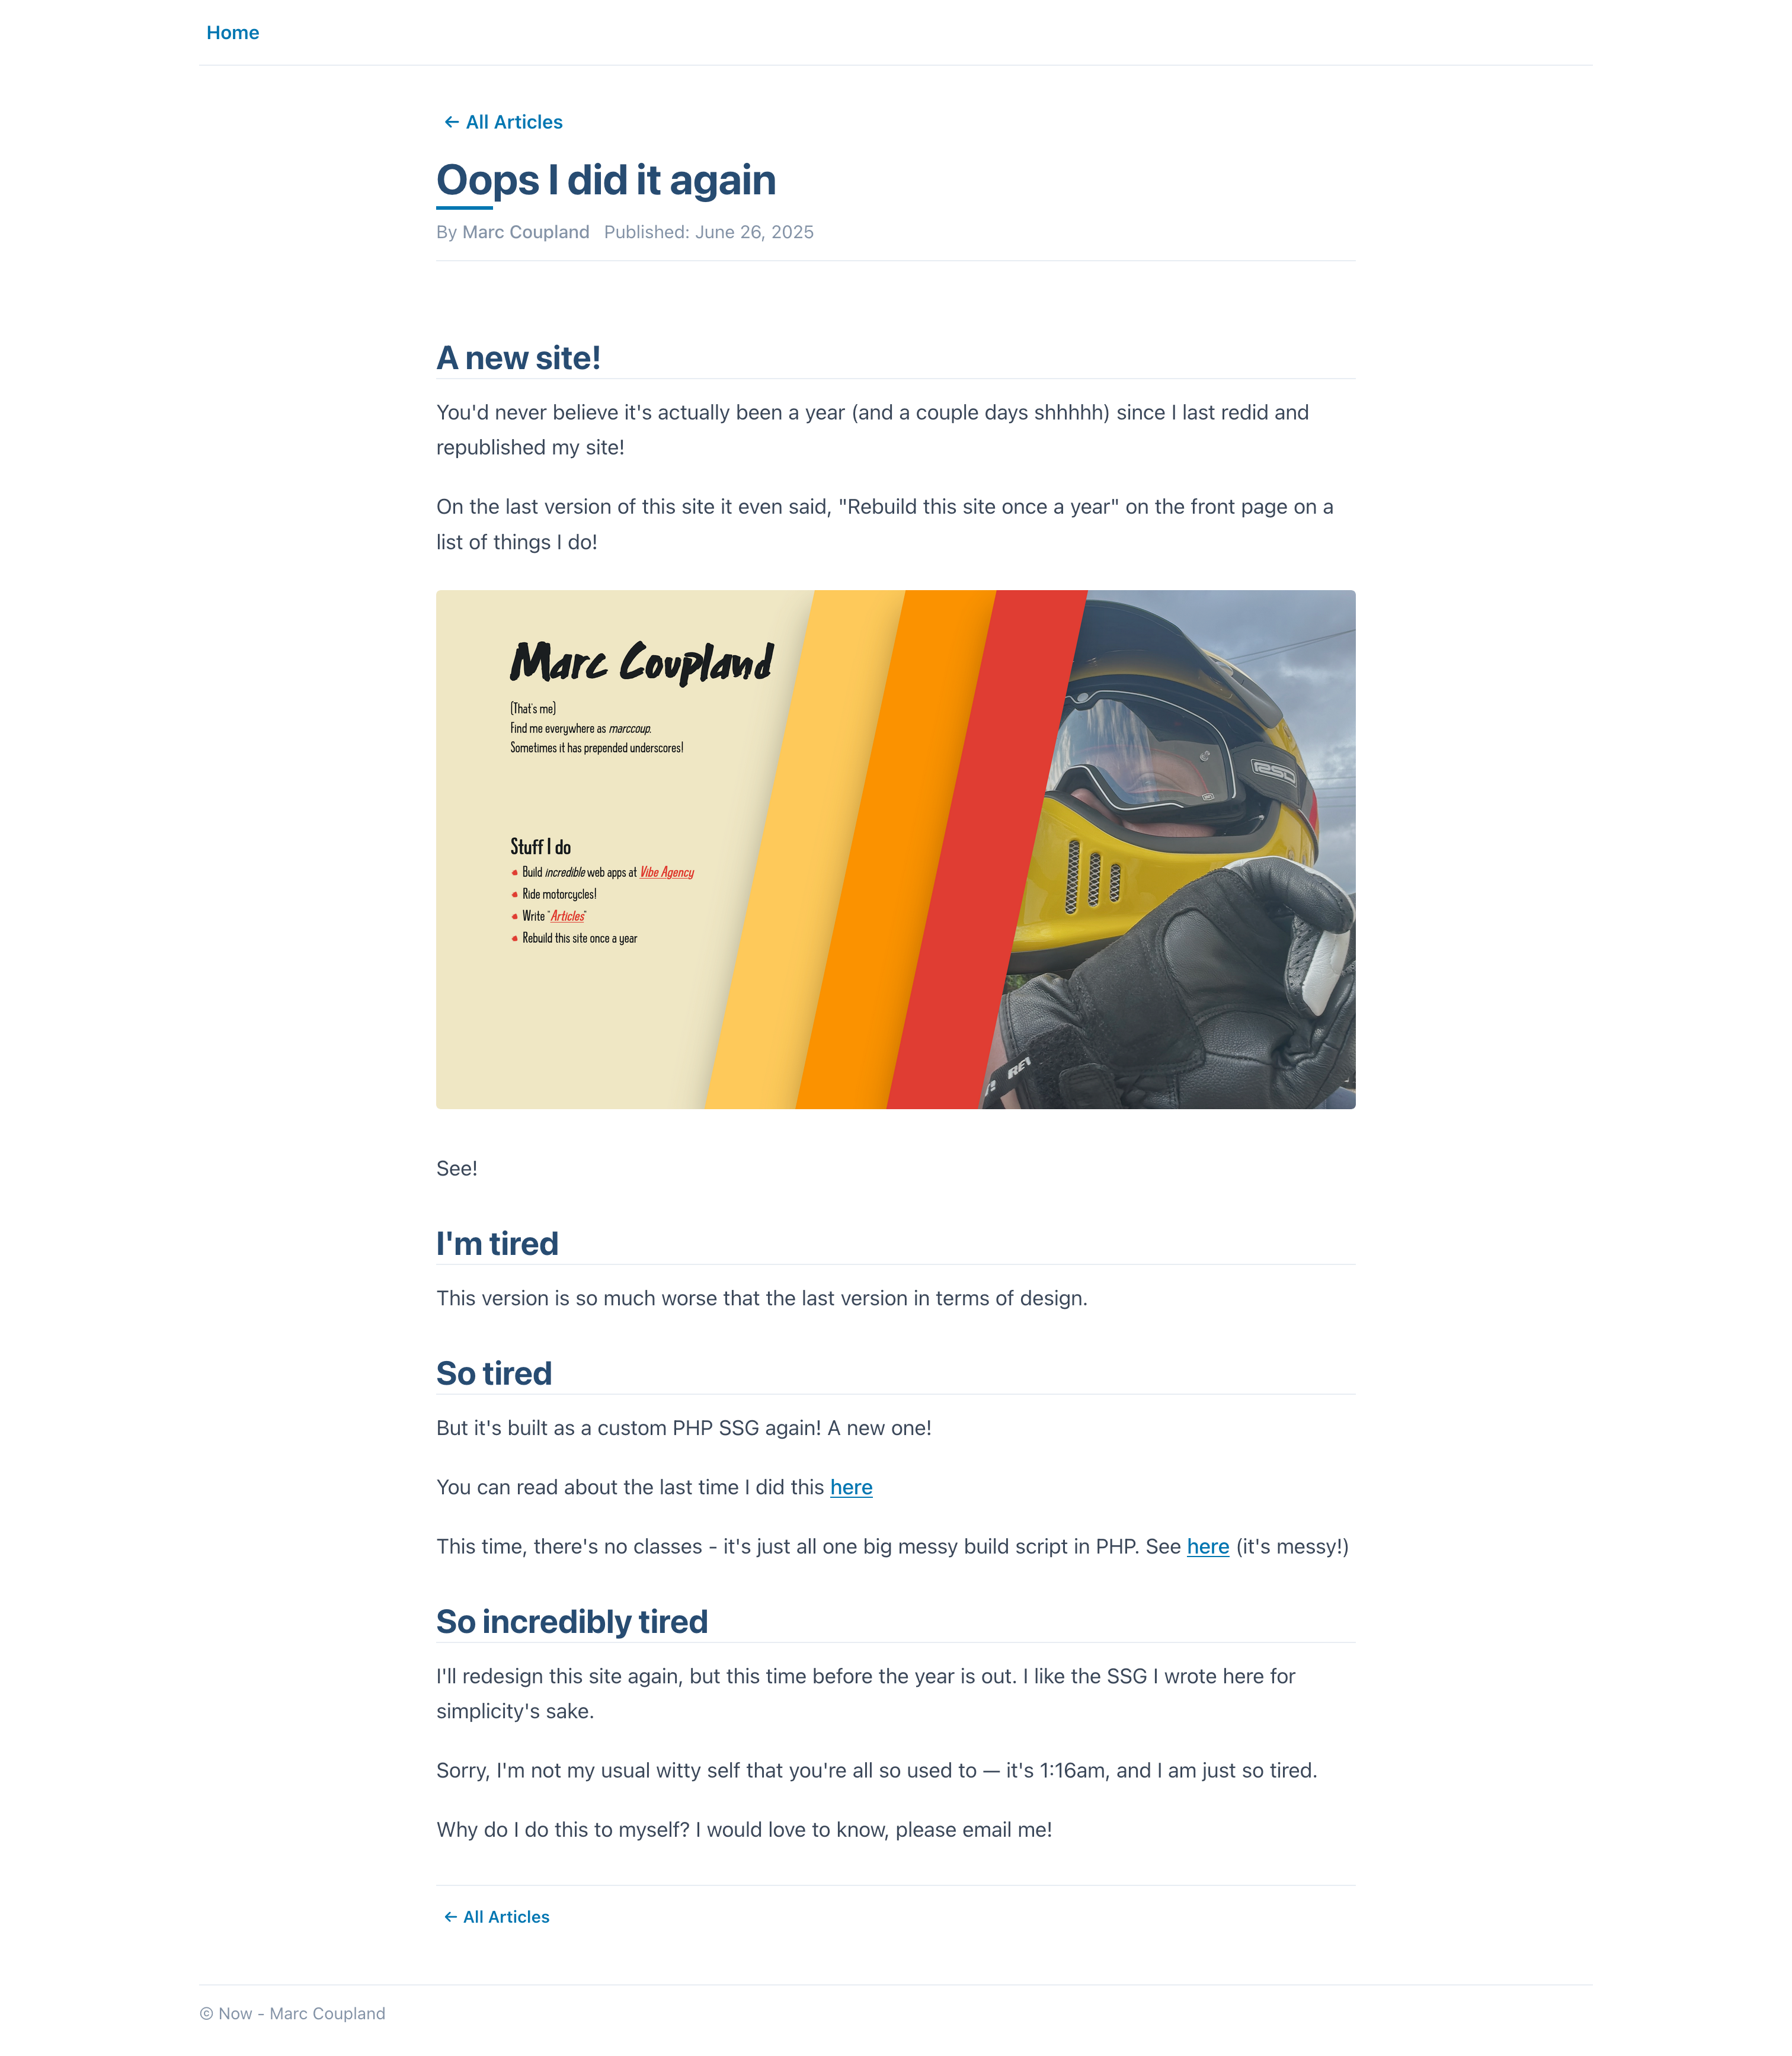 Home
← All Articles
Oops I did it again
By Marc Coupland Published: June 26, 2025
A new site!
You'd never believe it's actually been a year (and a couple days shhhhh) since I last redid and
republished my site!
On the last version of this site it even said, "Rebuild this site once a year" on the front page on a
list of things I do!
Marc Coupland
(That's me)
Find me everywhere as marccoup.
Sometimes it has prepended underscores!
Stuff I do
Build incredible web apps at Vibe Agency
Ride motorcycles!
Write "Articles"
Rebuild this site once a year
RSD
REV
See!
I'm tired
This version is so much worse that the last version in terms of design.
So tired
But it's built as a custom PHP SSG again! A new one!
You can read about the last time I did this here
This time, there's no classes - it's just all one big messy build script in PHP. See here (it's messy!)
So incredibly tired
I'll redesign this site again, but this time before the year is out. I like the SSG I wrote here for
simplicity's sake.
Sorry, I'm not my usual witty self that you're all so used to — it's 1:16am, and I am just so tired.
Why do I do this to myself? I would love to know, please email me!
← All Articles
© Now - Marc Coupland